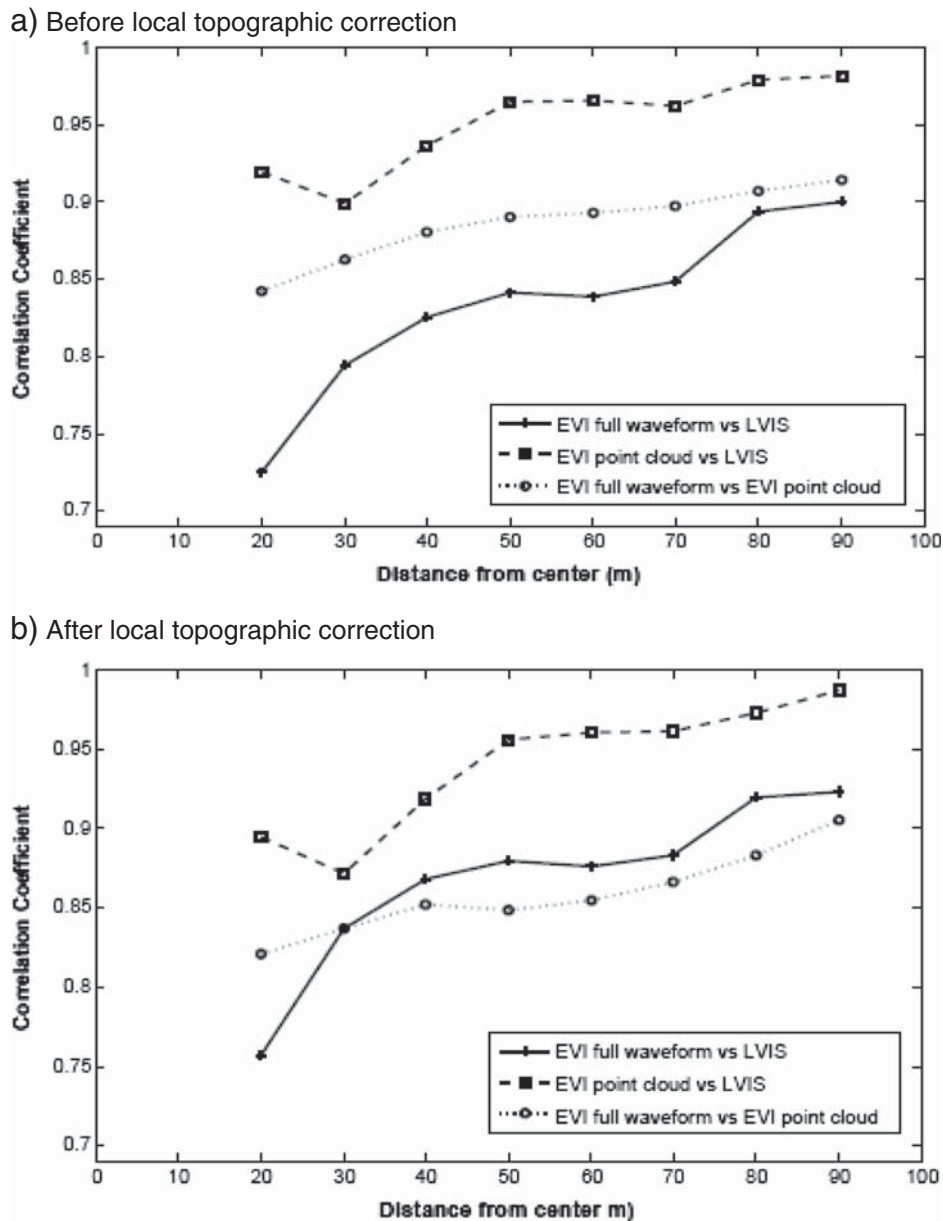 a) Before local topographic correction
1
0.95
0.9
0.85
0.8
0.75
0.7
Correlation Coefficient
EVI full waveform vs LVIS
EVI point cloud vs LVIS
EVI full waveform vs EVI point cloud
0 10 20 30 40 50 60 70 80 90 100
Distance from center (m)
b) After local topographic correction
1
0.95
0.9
0.85
0.8
0.75
0.7
Correlation Coefficient
EVI full waveform vs LVIS
EVI point cloud vs LVIS
EVI full waveform vs EVI point cloud
0 10 20 30 40 50 60 70 80 90 100
Distance from center m)